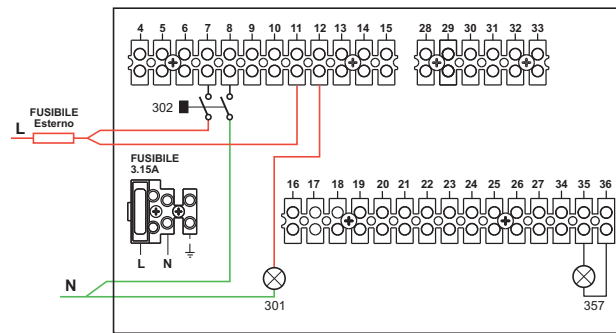 4 5 6 7 8 9 10 11 12 13 14 15 28 29 30 31 32 33
302
FUSIBILE
Esterno
L
FUSIBILE
3.15A
16 17 18 19 20 21 22 23 24 25 26 27 34 35 36
L N
N
301
357